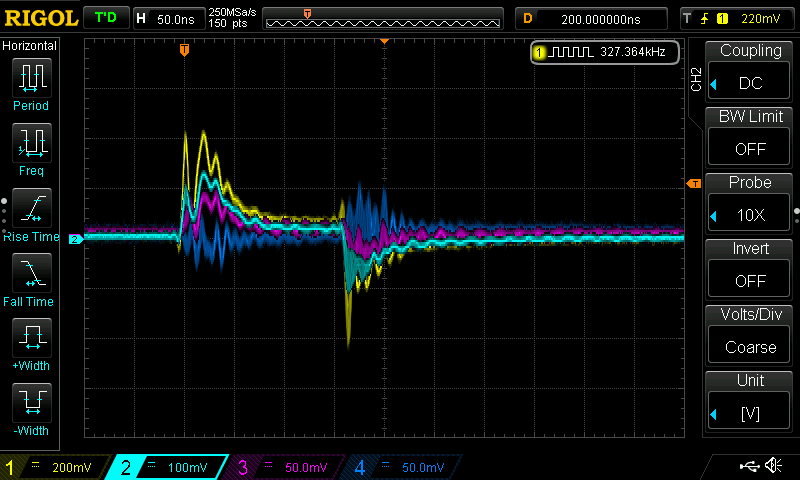 RIGOL T'D H 50.0ns 250MSa/s 150 pts T D 200.000000ns T 1 220mV
Horizontal
1 327.364kHz
Period
Freq
Rise Time
Fall Time
+Width
-Width
T
T
2
CH2
Coupling
DC
BW Limit
OFF
Probe
10X
Invert
OFF
Volts/Div
Coarse
Unit
[V]
1 200mV 2 100mV 3 50.0mV 4 50.0mV